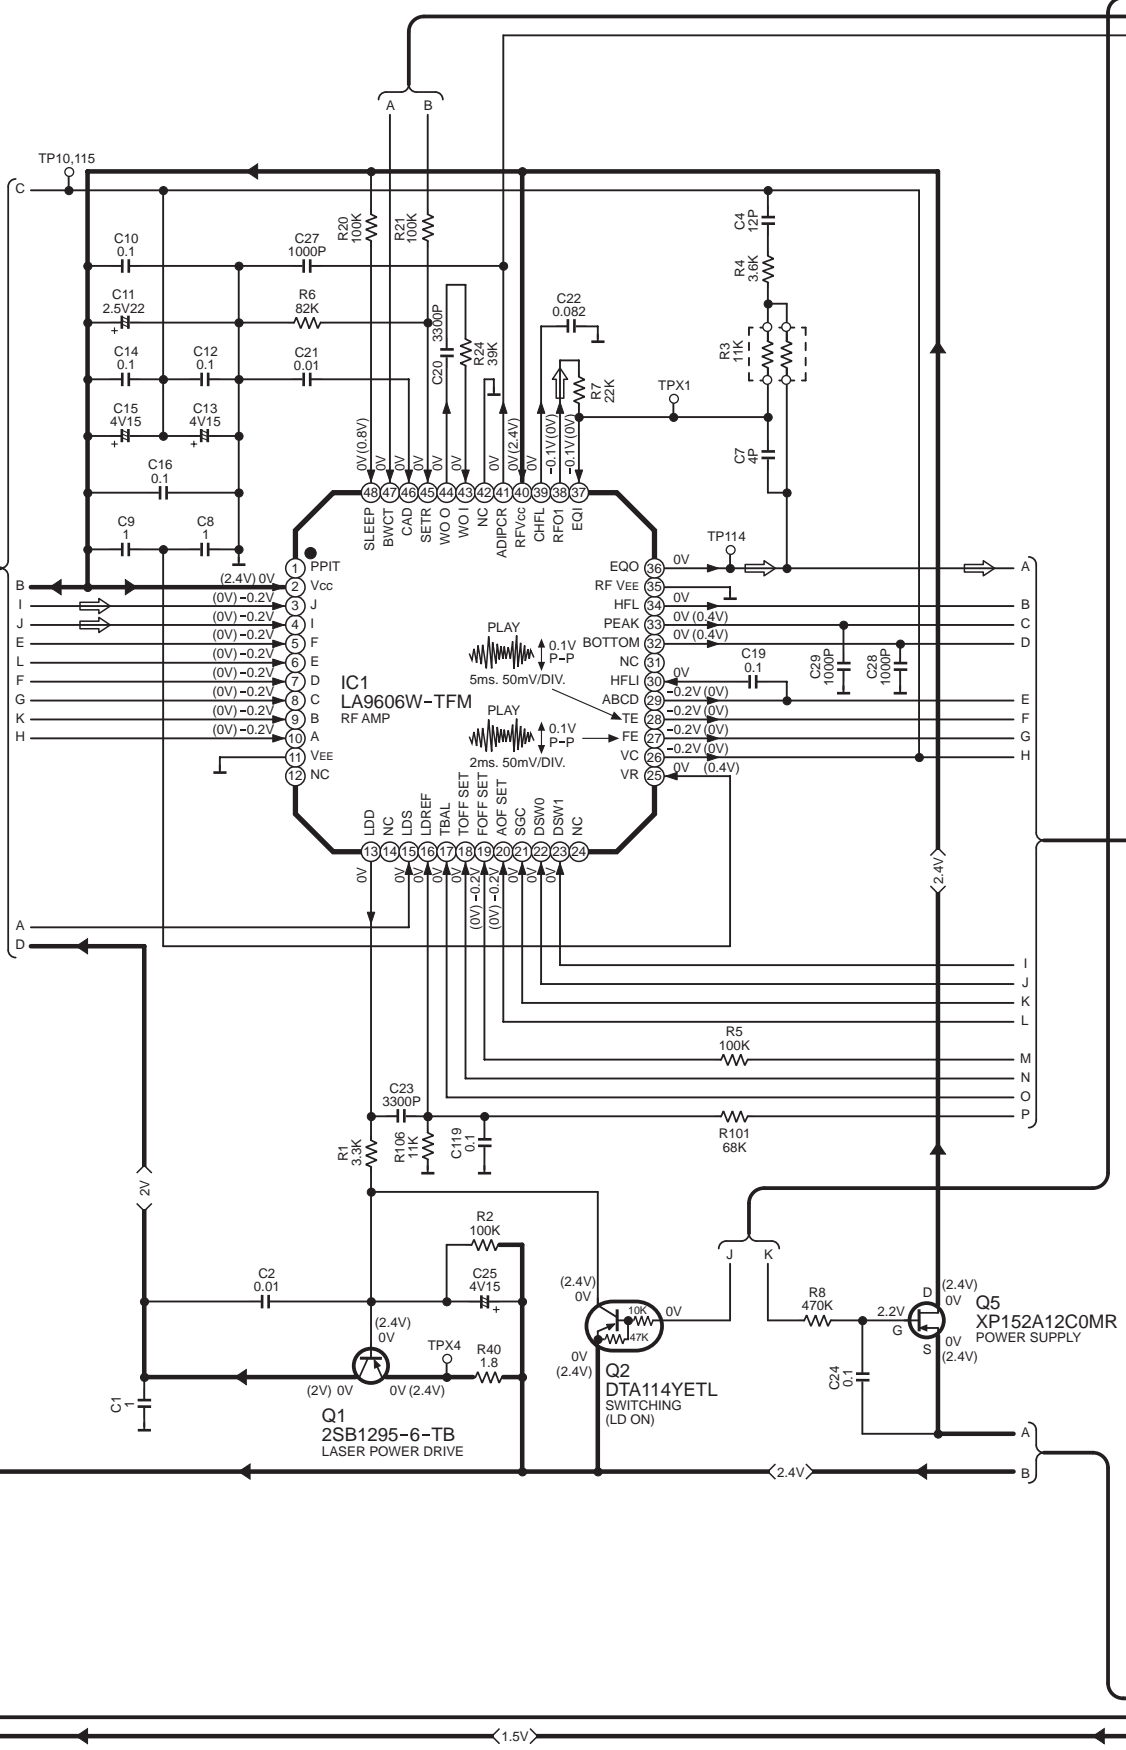 A B
TP10,115
C
C10
0.1
C27
1000P
R20
100K
R21
100K
C4
12P
R4
3.6K
C11
2.5V22
+
R6
82K
3300P
C20
R24
39K
C22
0.082
R3
11K
C14
0.1
C12
0.1
C21
0.01
R7
22K
TPX1
C15
4V15
+
C13
4V15
+
C7
4P
C16
0.1
C9
1
C8
1
0V (0.8V)
0V
0V
0V
0V
0V
0V
0V
0V (2.4V)
0V
-0.1V (0V)
-0.1V (0V)
48 47 46 45 44 43 42 41 40 39 38 37
SLEEP
BWCT
CAD
SETR
WO O
WO I
NC
ADIPCR
RFVcc
CHFL
RFO1
EQI
TP114
1 PPIT
B (2.4V) 0V 2 Vcc
I (0V) -0.2V 3 J
J (0V) -0.2V 4 I
E (0V) -0.2V 5 F
L (0V) -0.2V 6 E
F (0V) -0.2V 7 D
G (0V) -0.2V 8 C
K (0V) -0.2V 9 B
H (0V) -0.2V 10 A
11 VEE
12 NC
IC1
LA9606W-TFM
RF AMP
PLAY
0.1V
P-P
5ms. 50mV/DIV.
PLAY
0.1V
P-P
2ms. 50mV/DIV.
EQO 36 0V A
RF VEE 35
HFL 34 0V B
PEAK 33 0V (0.4V) C
BOTTOM 32 0V (0.4V) D
NC 31
HFLI 30 0V
ABCD 29 -0.2V (0V) E
TE 28 -0.2V (0V) F
FE 27 -0.2V (0V) G
VC 26 -0.2V (0V) H
VR 25 0V (0.4V)
C19
0.1
C29
1000P
C28
1000P
LDD
NC
LDS
LDREF
TBAL
TOFF SET
FOFF SET
AOF SET
SGC
DSW0
DSW1
NC
13 14 15 16 17 18 19 20 21 22 23 24
0V
0V
0V
0V
0V
(0V) -0.2V
(0V) -0.2V
0V
0V
0V
2.4V
A
D
I
J
K
L
R5
100K
M
N
O
P
C23
3300P
R1
3.3K
R106
11K
C119
0.1
R101
68K
2V
R2
100K
J K
C2
0.01
C25
4V15
+
(2.4V)
0V
10K
47K
0V
R8
470K
2.2V
G
D
(2.4V)
0V
Q5
XP152A12C0MR
POWER SUPPLY
S
0V
(2.4V)
(2.4V)
0V
TPX4
R40
1.8
0V
(2.4V)
Q2
DTA114YETL
SWITCHING
(LD ON)
C24
0.1
C1
1
(2V) 0V
0V (2.4V)
Q1
2SB1295-6-TB
LASER POWER DRIVE
A
2.4V
B
1.5V